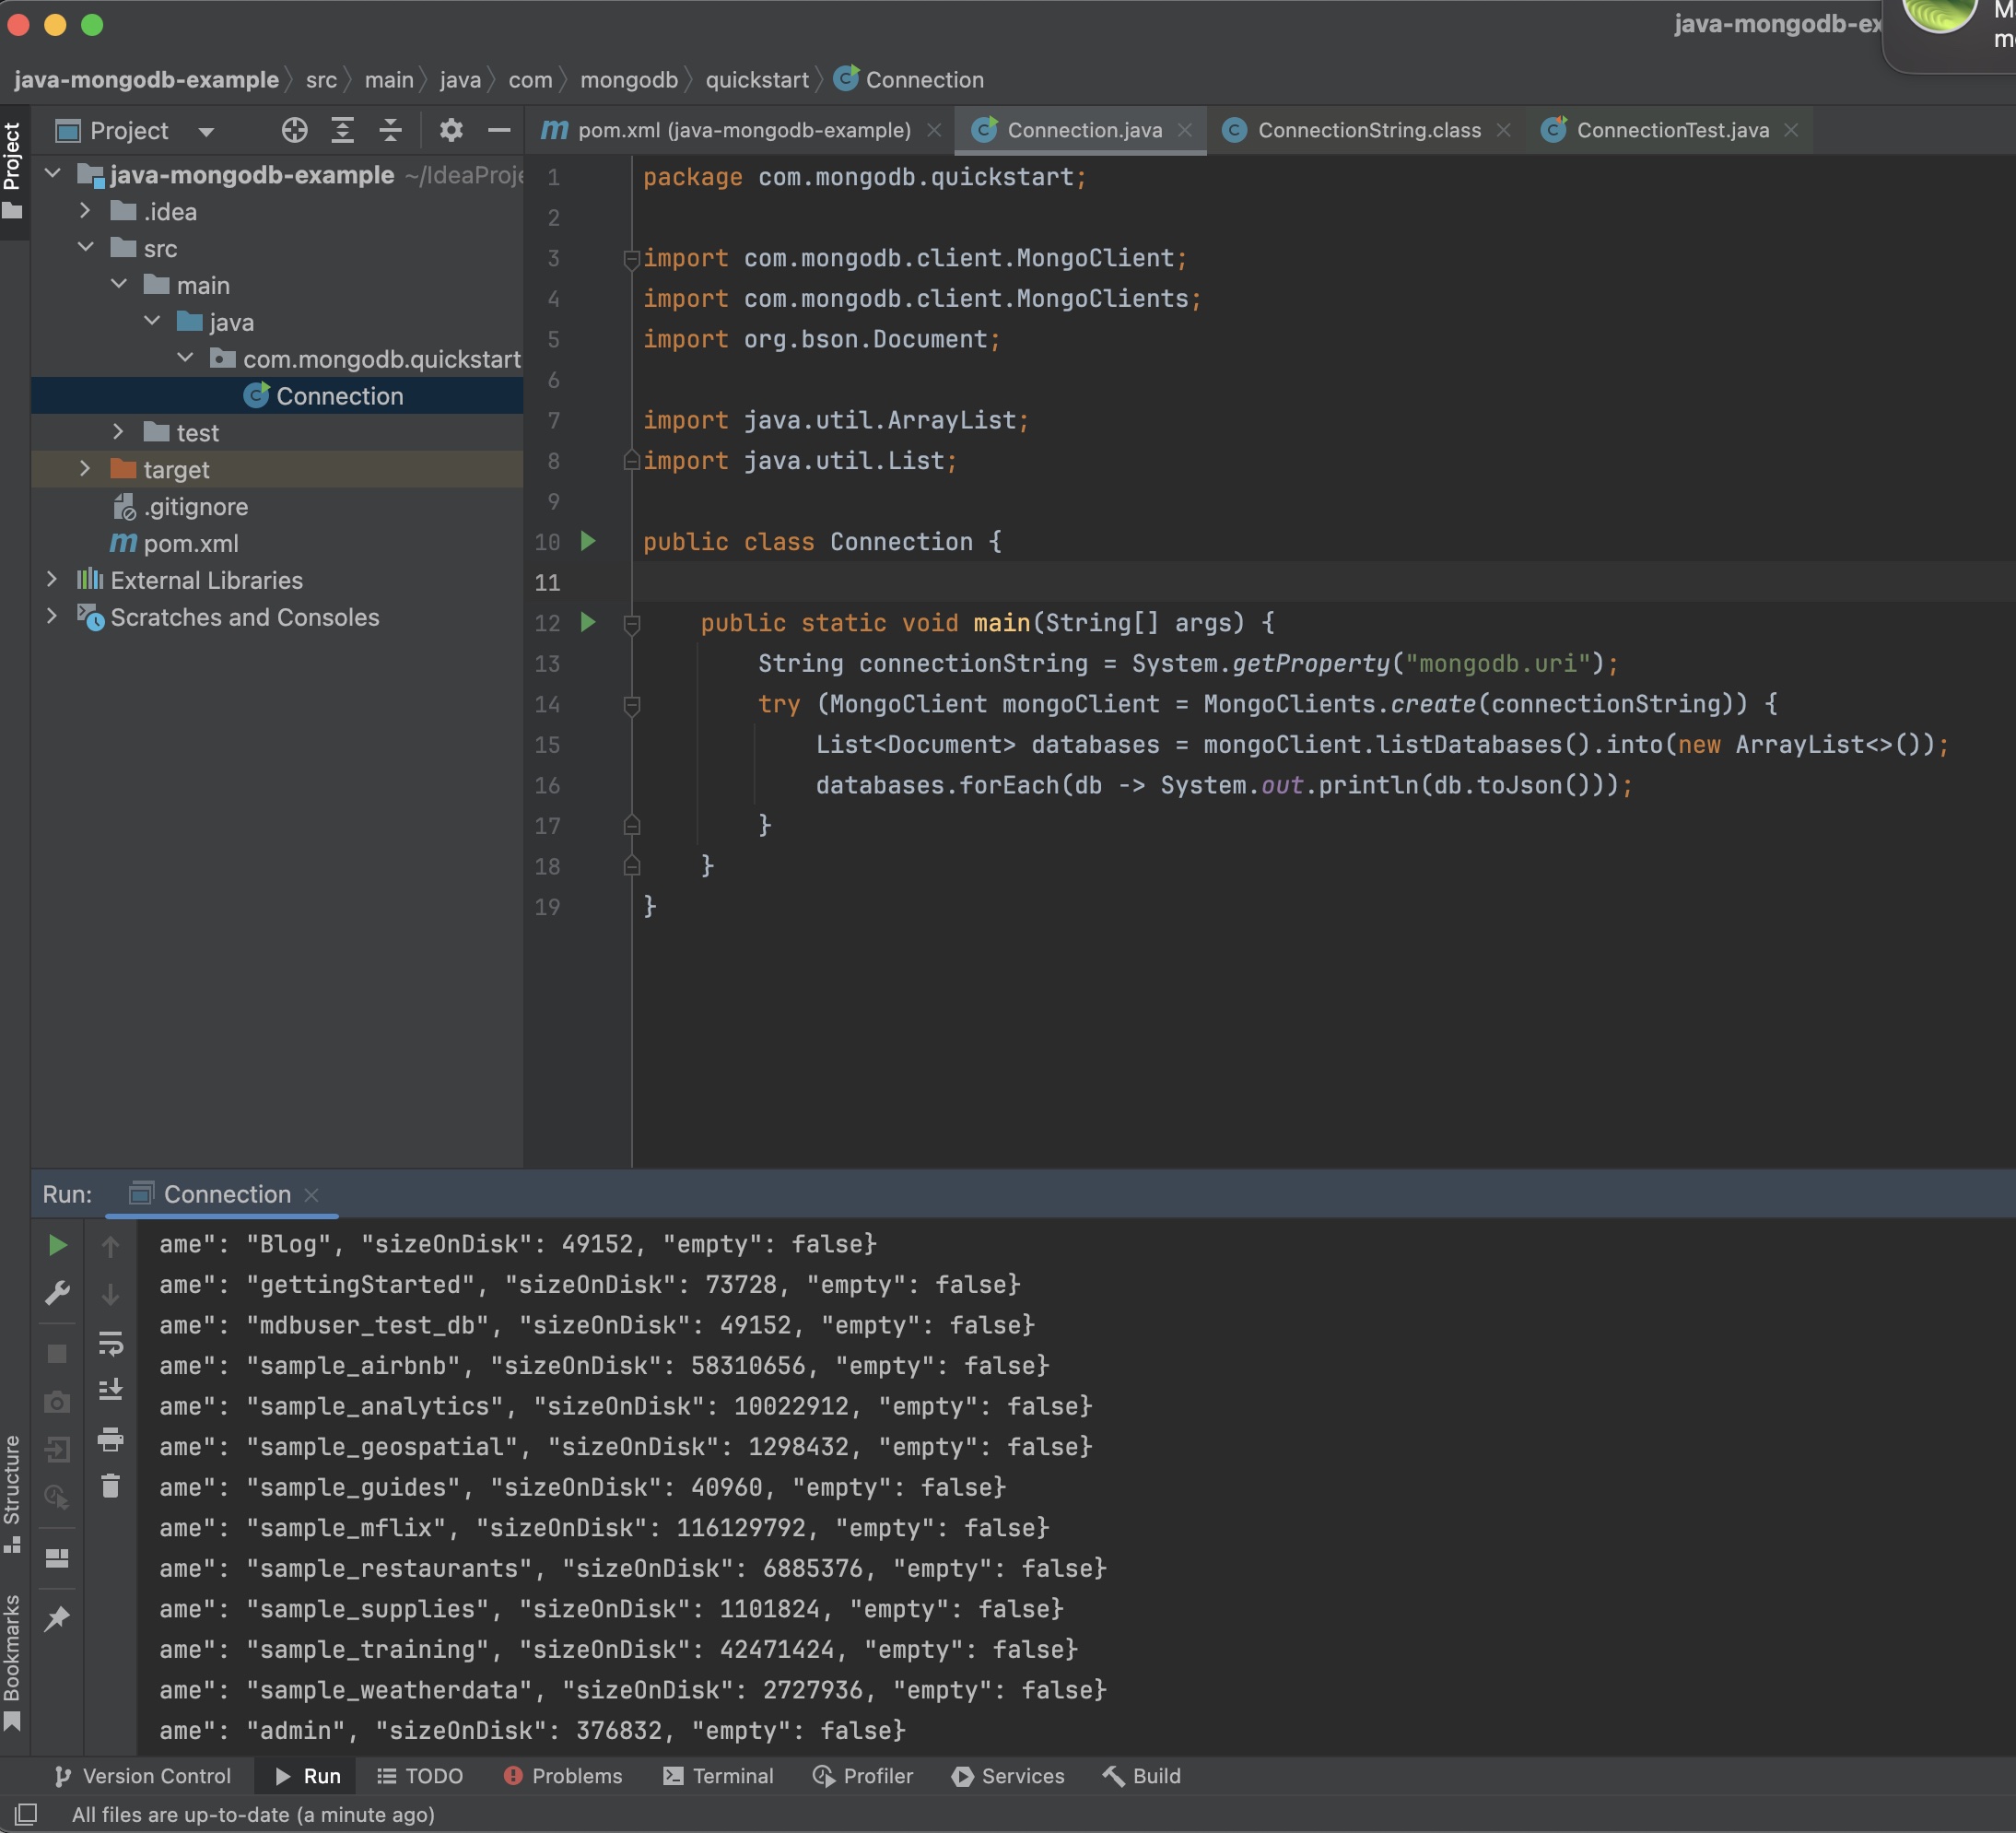 java-mongodb-ex
java-mongodb-example src main java com mongodb quickstart Connection
Project
Project
java-mongodb-example ~/IdeaProje
.idea
src
main
java
com.mongodb.quickstart
Connection
test
target
.gitignore
pom.xml
External Libraries
Scratches and Consoles
pom.xml (java-mongodb-example) Connection.java ConnectionString.class ConnectionTest.java
1 package com.mongodb.quickstart;
2
3 import com.mongodb.client.MongoClient;
4 import com.mongodb.client.MongoClients;
5 import org.bson.Document;
6
7 import java.util.ArrayList;
8 import java.util.List;
9
10 public class Connection {
11
12 public static void main(String[] args) {
13 String connectionString = System.getProperty("mongodb.uri");
14 try (MongoClient mongoClient = MongoClients.create(connectionString)) {
15 List<Document> databases = mongoClient.listDatabases().into(new ArrayList<>());
16 databases.forEach(db -> System.out.println(db.toJson()));
17 }
18 }
19 }
Run: Connection
ame": "Blog", "sizeOnDisk": 49152, "empty": false}
ame": "gettingStarted", "sizeOnDisk": 73728, "empty": false}
ame": "mdbuser_test_db", "sizeOnDisk": 49152, "empty": false}
ame": "sample_airbnb", "sizeOnDisk": 58310656, "empty": false}
ame": "sample_analytics", "sizeOnDisk": 10022912, "empty": false}
ame": "sample_geospatial", "sizeOnDisk": 1298432, "empty": false}
ame": "sample_guides", "sizeOnDisk": 40960, "empty": false}
ame": "sample_mflix", "sizeOnDisk": 116129792, "empty": false}
ame": "sample_restaurants", "sizeOnDisk": 6885376, "empty": false}
ame": "sample_supplies", "sizeOnDisk": 1101824, "empty": false}
ame": "sample_training", "sizeOnDisk": 42471424, "empty": false}
ame": "sample_weatherdata", "sizeOnDisk": 2727936, "empty": false}
ame": "admin", "sizeOnDisk": 376832, "empty": false}
Structure
Bookmarks
Version Control Run TODO Problems Terminal Profiler Services Build
All files are up-to-date (a minute ago)